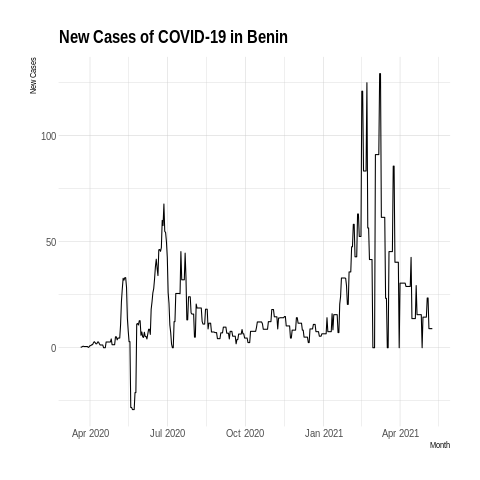 New Cases of COVID-19 in Benin
New Cases
100
50
0
Apr 2020 Jul 2020 Oct 2020 Jan 2021 Apr 2021
Month